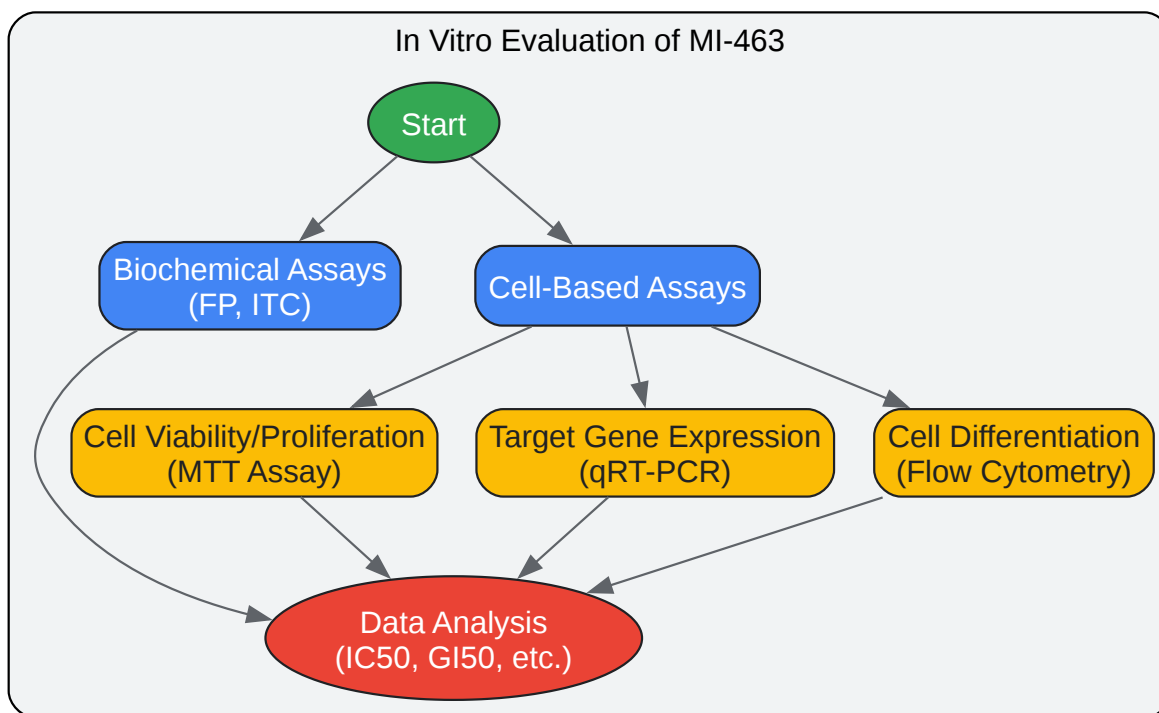 In Vitro Evaluation of MI-463
Start
Biochemical Assays
(FP, ITC)
Cell-Based Assays
Cell Viability/Proliferation
(MTT Assay)
Target Gene Expression
(qRT-PCR)
Cell Differentiation
(Flow Cytometry)
Data Analysis
(IC50, GI50, etc.)